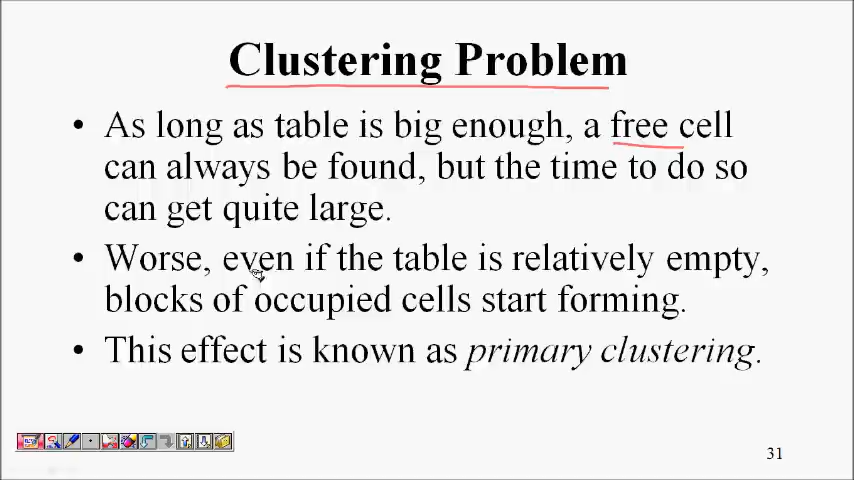 Clustering Problem
• As long as table is big enough, a free cell
can always be found, but the time to do so
can get quite large.
• Worse, even if the table is relatively empty,
blocks of occupied cells start forming.
• This effect is known as primary clustering.
31